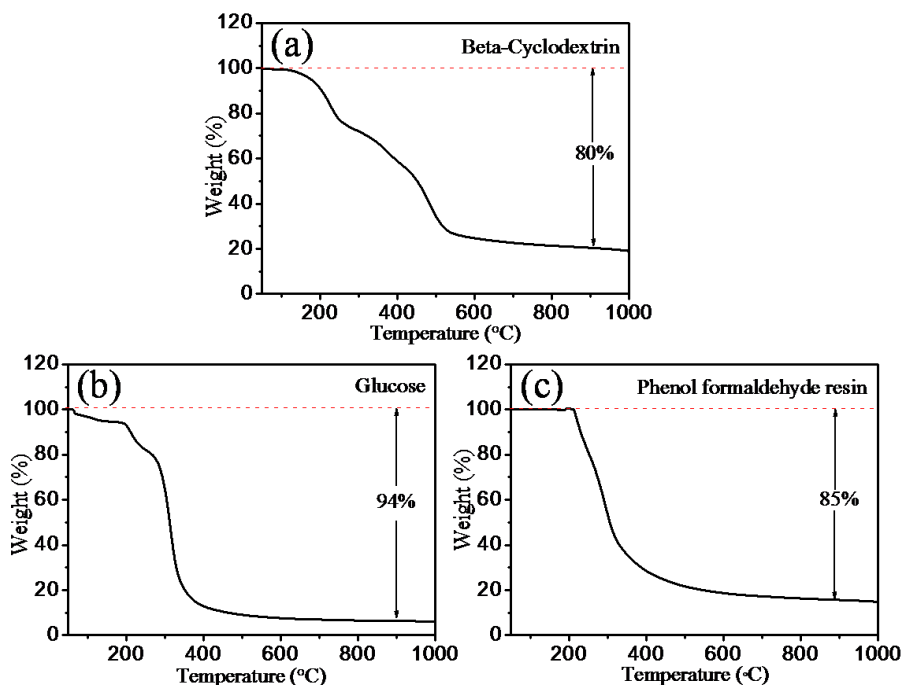 (a)
Beta-Cyclodextrin
120
100
80
60
40
20
0
Weight (%)
80%
200 400 600 800 1000
Temperature (°C)
(b)
Glucose
120
100
80
60
40
20
0
Weight (%)
94%
200 400 600 800 1000
Temperature (°C)
(c)
Phenol formaldehyde resin
120
100
80
60
40
20
0
Weight (%)
85%
200 400 600 800 1000
Temperature (◦C)